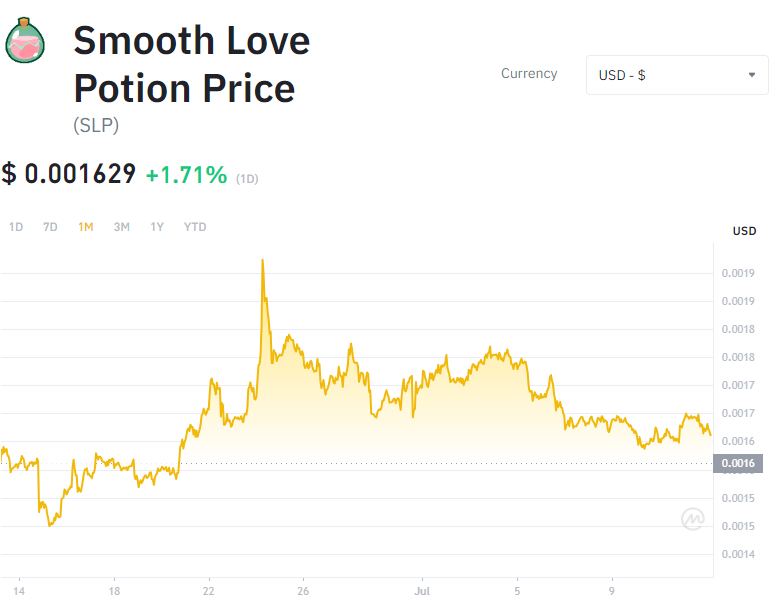 Smooth Love
Potion Price
(SLP)
Currency
USD - $
$ 0.001629 +1.71% (1D)
1D 7D 1M 3M 1Y YTD
USD
0.0019
0.0019
0.0018
0.0018
0.0017
0.0017
0.0016
0.0016
0.0015
0.0015
0.0014
14 18 22 26 Jul 5 9